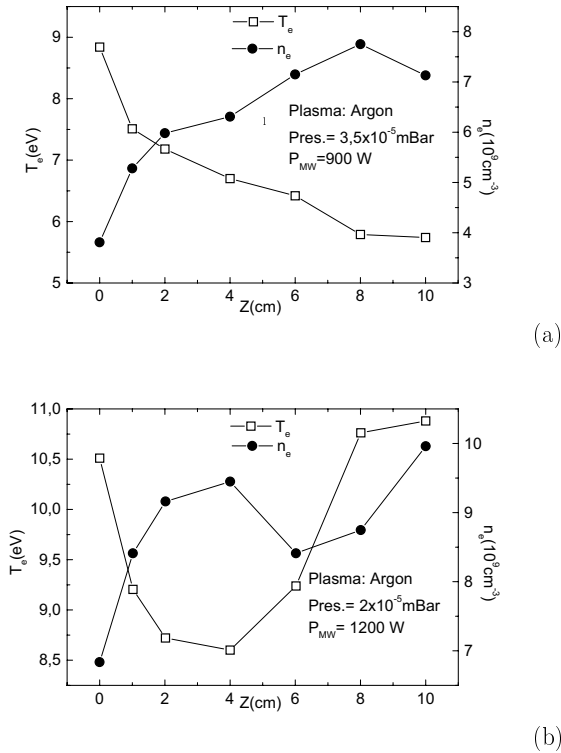 T_e
n_e
9
8
7
6
5
T_e(eV)
8
7
6
5
4
3
n_e(10^9cm^-3)
1
Plasma: Argon
Pres.= 3,5x10^-5mBar
P_MW=900 W
0 2 4 6 8 10
Z(cm)
(a)
T_e
n_e
11,0
10,5
10,0
9,5
9,0
8,5
T_e(eV)
10
9
8
7
n_e(10^9cm^-3)
Plasma: Argon
Pres.= 2x10^-5mBar
P_MW= 1200 W
0 2 4 6 8 10
Z(cm)
(b)